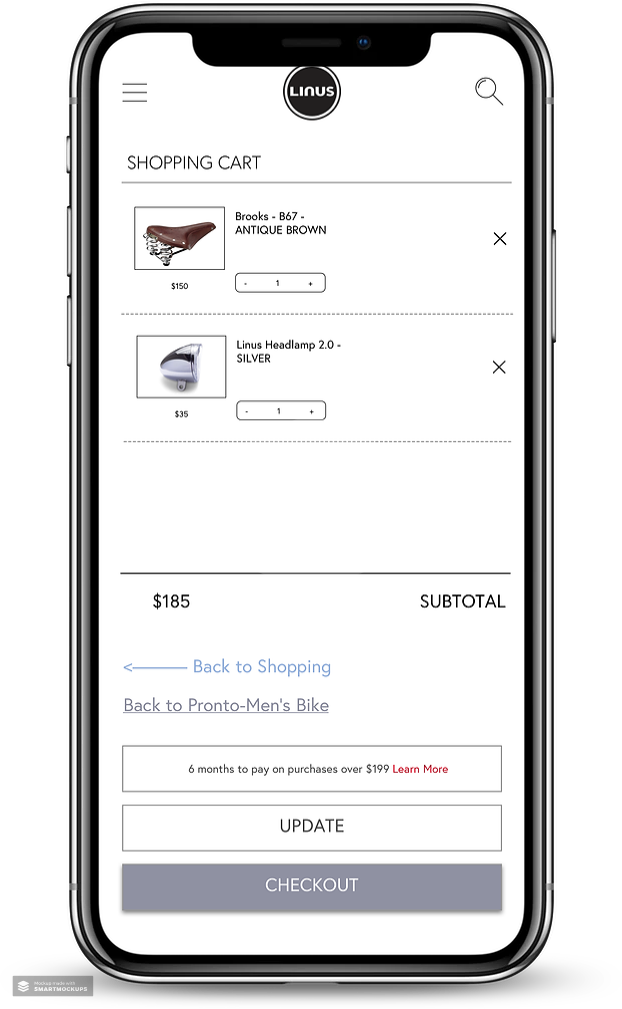 LINUS
SHOPPING CART
Brooks - B67 -
ANTIQUE BROWN
$150
- 1 +
Linus Headlamp 2.0 -
SILVER
$35
- 1 +
$185 SUBTOTAL
<——— Back to Shopping
Back to Pronto-Men's Bike
6 months to pay on purchases over $199 Learn More
UPDATE
CHECKOUT
Mockup made with
SMARTMOCKUPS